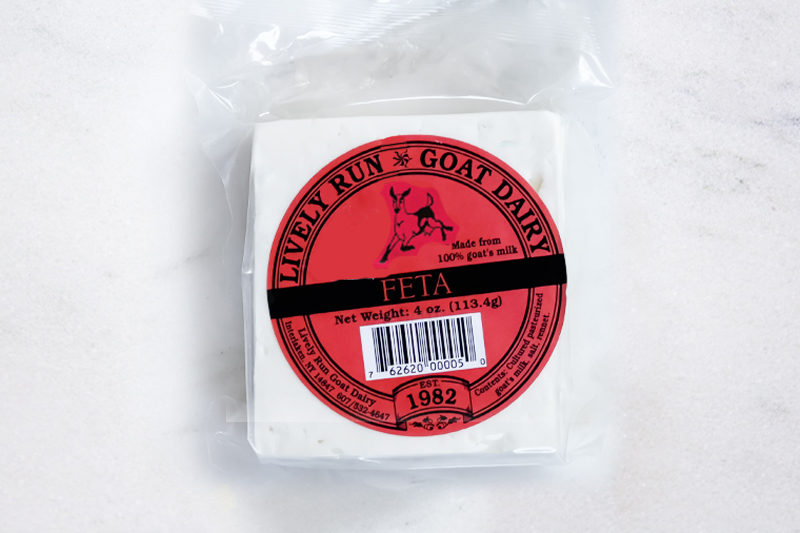 LIVELY RUN GOAT DAIRY
Made from
100% goat's milk
FETA
Net Weight: 4 oz. (113.4g)
7 62620 00005 0
Lively Run Goat Dairy
Interlaken, NY 14847 607/532-4647
EST.
1982
Contents: Cultured pasteurized
goat's milk, salt, rennet.